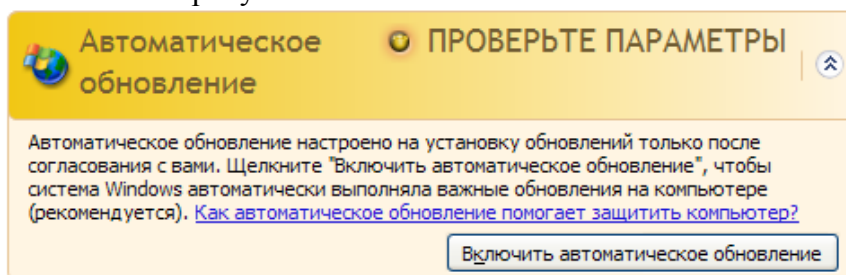 Автоматическое обновление
ПРОВЕРЬТЕ ПАРАМЕТРЫ
Автоматическое обновление настроено на установку обновлений только после
согласования с вами. Щелкните "Включить автоматическое обновление", чтобы
система Windows автоматически выполняла важные обновления на компьютере
(рекомендуется). Как автоматическое обновление помогает защитить компьютер?
Включить автоматическое обновление